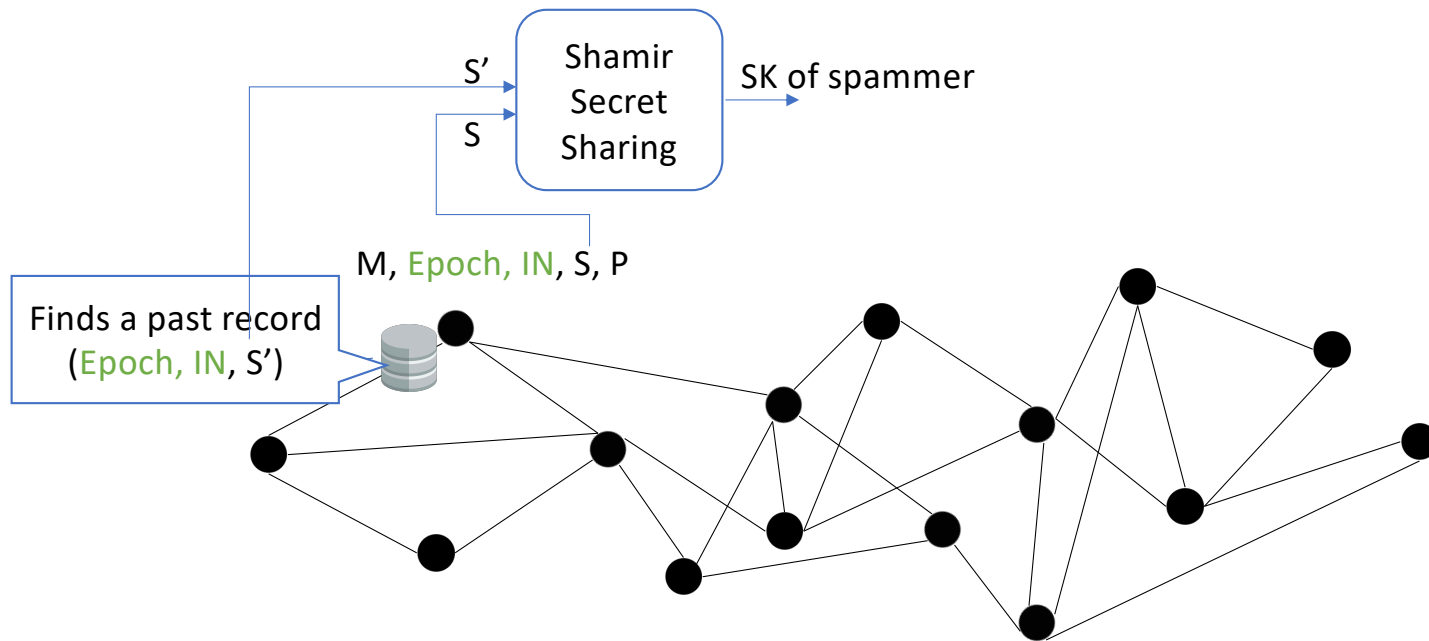 Shamir
Secret
Sharing
S’
S
SK of spammer
M, Epoch, IN, S, P
Finds a past record
(Epoch, IN, S’)